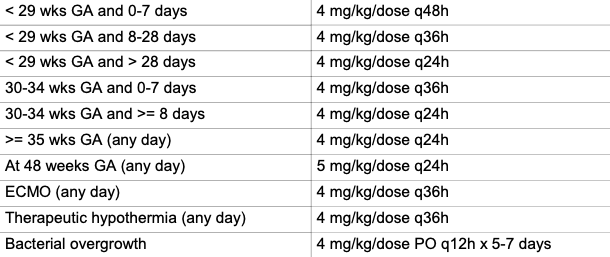 < 29 wks GA and 0-7 days 4 mg/kg/dose q48h
< 29 wks GA and 8-28 days 4 mg/kg/dose q36h
< 29 wks GA and > 28 days 4 mg/kg/dose q24h
30-34 wks GA and 0-7 days 4 mg/kg/dose q36h
30-34 wks GA and >= 8 days 4 mg/kg/dose q24h
>= 35 wks GA (any day) 4 mg/kg/dose q24h
At 48 weeks GA (any day) 5 mg/kg/dose q24h
ECMO (any day) 4 mg/kg/dose q36h
Therapeutic hypothermia (any day) 4 mg/kg/dose q36h
Bacterial overgrowth 4 mg/kg/dose PO q12h x 5-7 days